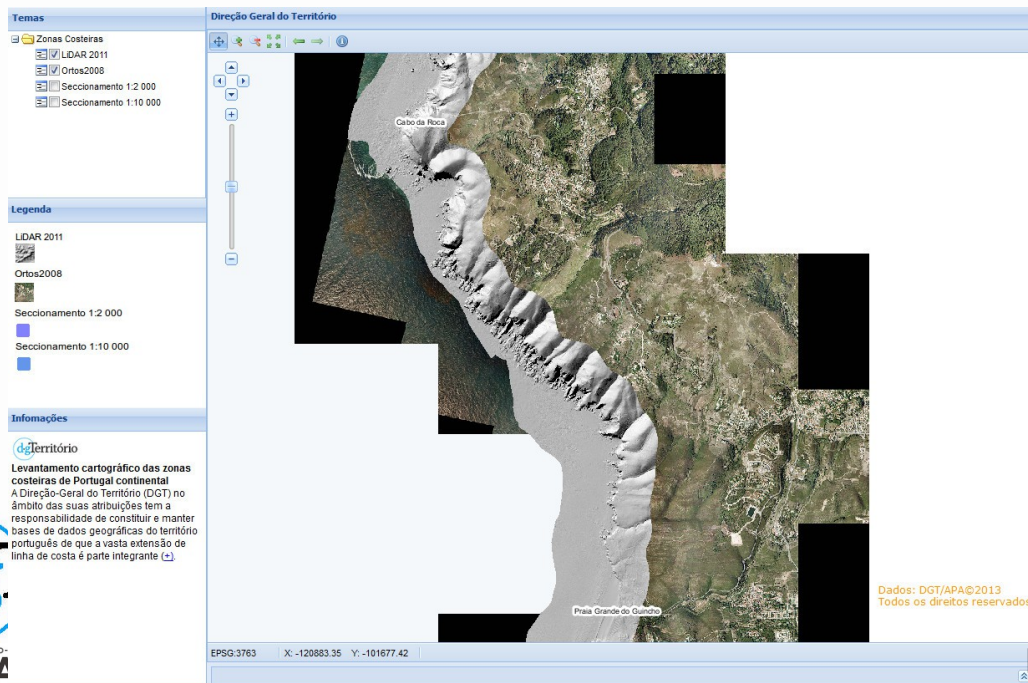 Temas
Zonas Costeiras
LiDAR 2011
Ortos2008
Seccionamento 1:2 000
Seccionamento 1:10 000
Legenda
LiDAR 2011
Ortos2008
Seccionamento 1:2 000
Seccionamento 1:10 000
Infomações
dgTerritório
Levantamento cartográfico das zonas
costeiras de Portugal continental
A Direção-Geral do Território (DGT) no
âmbito das suas atribuições tem a
responsabilidade de constituir e manter
bases de dados geográficas do território
português de que a vasta extensão de
linha de costa é parte integrante (+).
Direção Geral do Território
Cabo da Roca
Praia Grande do Guincho
Dados: DGT/APA©2013
Todos os direitos reservados
EPSG:3763 X: -120883.35 Y: -101677.42